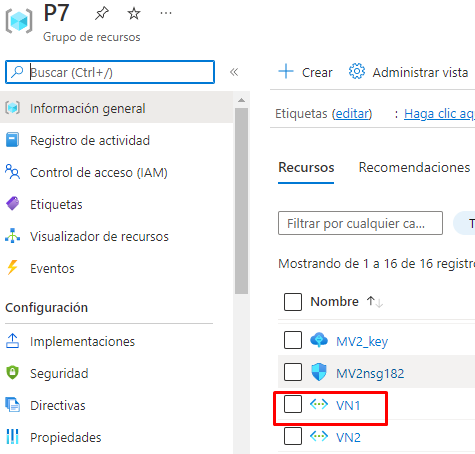 P7
Grupo de recursos
Buscar (Ctrl+/)
«
Información general
Registro de actividad
Control de acceso (IAM)
Etiquetas
Visualizador de recursos
Eventos
Configuración
Implementaciones
Seguridad
Directivas
Propiedades
Crear
Administrar vista
Etiquetas (editar) : Haga clic aq
Recursos
Recomendaciones
Filtrar por cualquier ca...
T
Mostrando de 1 a 16 de 16 registro
Nombre ↑↓
MV2_key
MV2nsg182
VN1
VN2